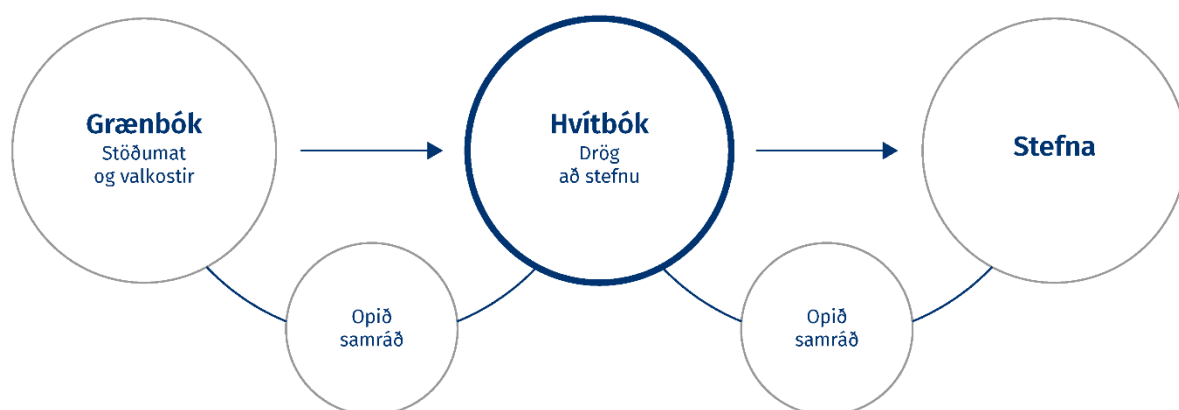 Grænbók
Stöðumat
og valkostir
Hvítbók
Drög
að stefnu
Stefna
Opið
samráð
Opið
samráð